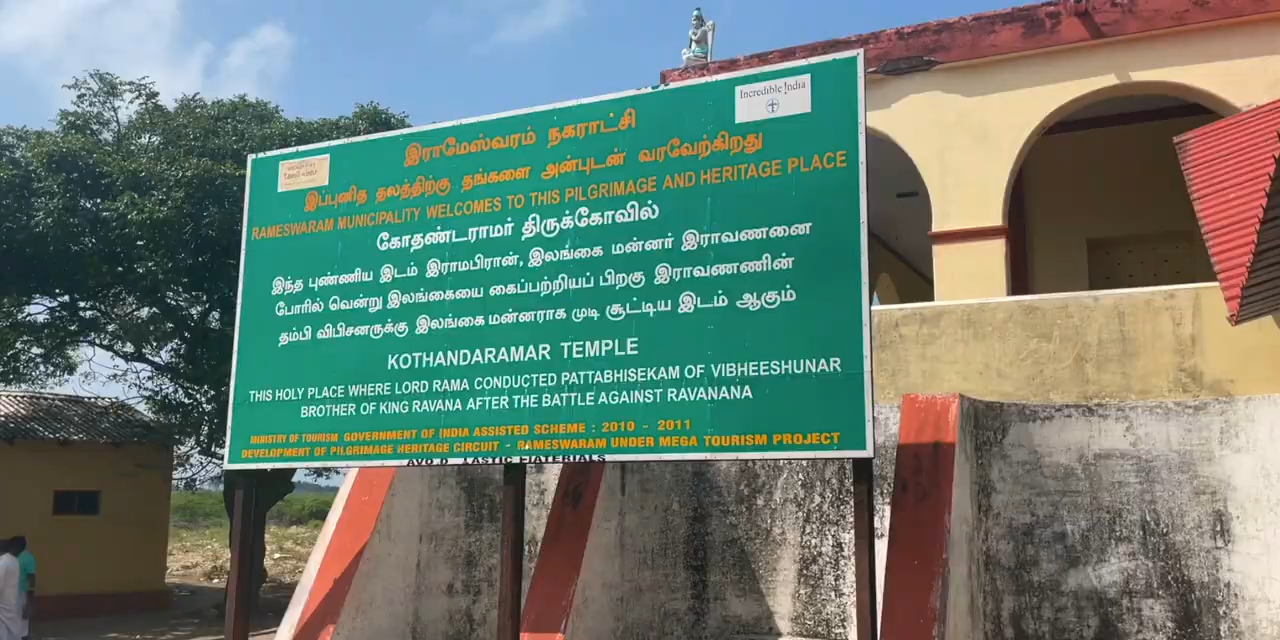 Incredible !ndia
இராமேஸ்வரம் நகராட்சி
இப்புனித தலத்திற்கு தங்களை அன்புடன் வரவேற்கிறது
RAMESWARAM MUNICIPALITY WELCOMES TO THIS PILGRIMAGE AND HERITAGE PLACE
கோதண்டராமர் திருக்கோவில்
இந்த புண்ணிய இடம் இராமபிரான், இலங்கை மன்னர் இராவணனை
போரில் வென்று இலங்கையை கைப்பற்றியப் பிறகு இராவணணின்
தம்பி விபிசனருக்கு இலங்கை மன்னராக முடி சூட்டிய இடம் ஆகும்
KOTHANDARAMAR TEMPLE
THIS HOLY PLACE WHERE LORD RAMA CONDUCTED PATTABHISEKAM OF VIBHEESHUNAR
BROTHER OF KING RAVANA AFTER THE BATTLE AGAINST RAVANANA
MINISTRY OF TOURISM GOVERNMENT OF INDIA ASSISTED SCHEME : 2010 - 2011
DEVELOPMENT OF PILGRIMAGE HERITAGE CIRCUIT - RAMESWARAM UNDER MEGA TOURISM PROJECT